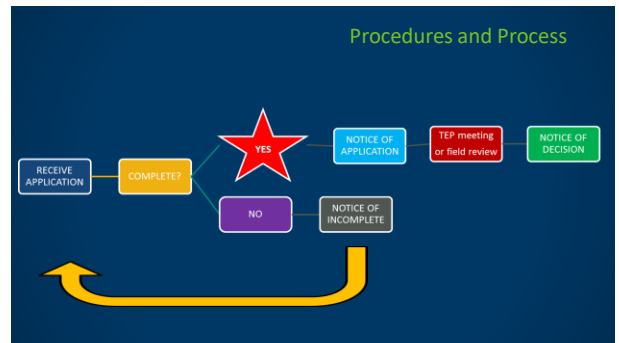 Procedures and Process
RECEIVE
APPLICATION
COMPLETE?
YES
NOTICE OF
APPLICATION
TEP meeting
or field review
NOTICE OF
DECISION
NO
NOTICE OF
INCOMPLETE